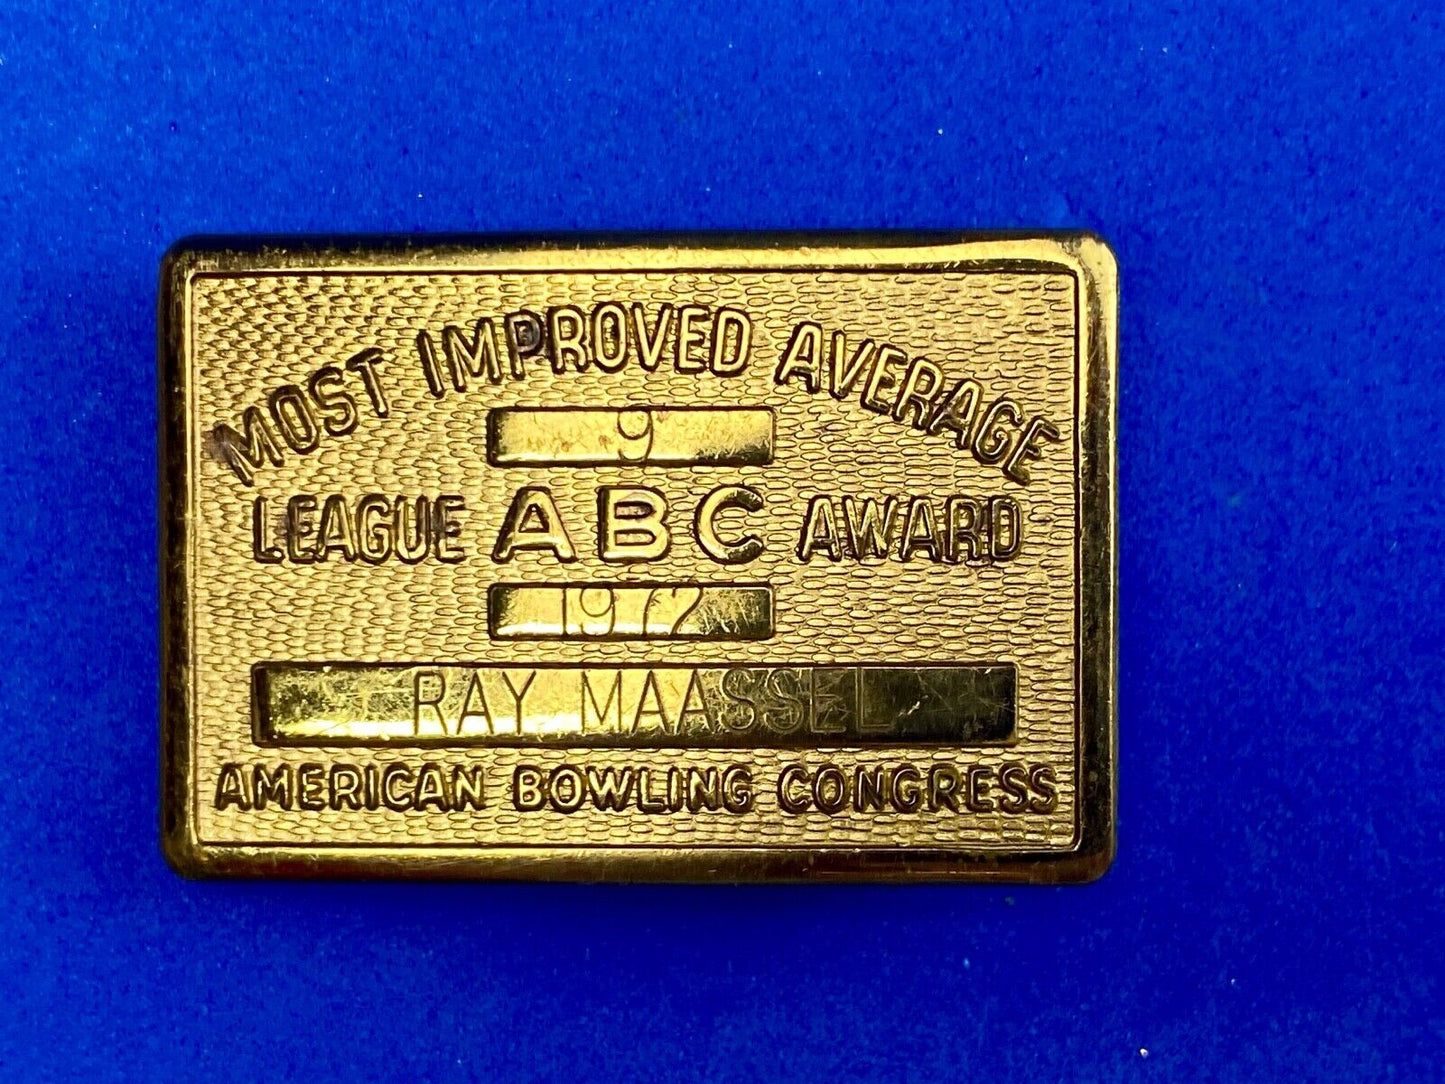 MOST IMPROVED AVERAGE
9
LEAGUE ABC AWARD
1972
RAY MAASSEL
AMERICAN BOWLING CONGRESS